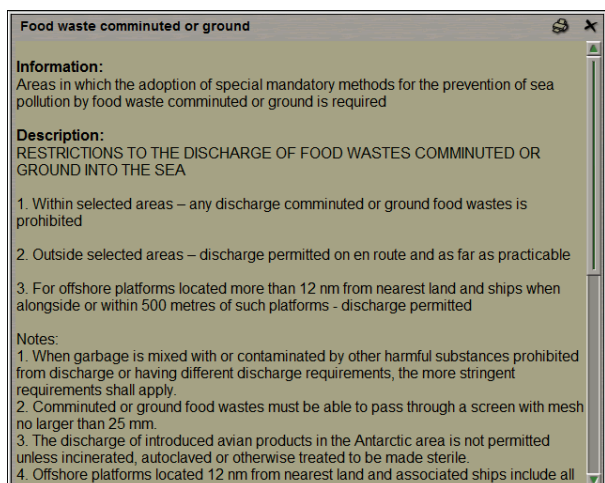 Food waste comminuted or ground
Information:
Areas in which the adoption of special mandatory methods for the prevention of sea
pollution by food waste comminuted or ground is required
Description:
RESTRICTIONS TO THE DISCHARGE OF FOOD WASTES COMMINUTED OR
GROUND INTO THE SEA
1. Within selected areas – any discharge comminuted or ground food wastes is
prohibited
2. Outside selected areas – discharge permitted on en route and as far as practicable
3. For offshore platforms located more than 12 nm from nearest land and ships when
alongside or within 500 metres of such platforms - discharge permitted
Notes:
1. When garbage is mixed with or contaminated by other harmful substances prohibited
from discharge or having different discharge requirements, the more stringent
requirements shall apply.
2. Comminuted or ground food wastes must be able to pass through a screen with mesh
no larger than 25 mm.
3. The discharge of introduced avian products in the Antarctic area is not permitted
unless incinerated, autoclaved or otherwise treated to be made sterile.
4. Offshore platforms located 12 nm from nearest land and associated ships include all